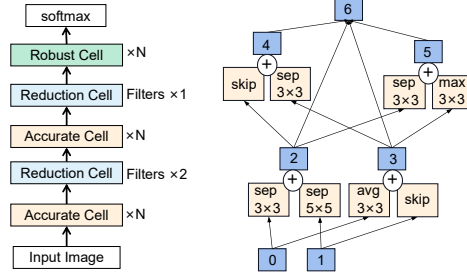 softmax
Robust Cell ×N
Reduction Cell Filters ×1
Accurate Cell ×N
Reduction Cell Filters ×2
Accurate Cell ×N
Input Image
6
4
5
+
+
skip
sep
3×3
sep
3×3
max
3×3
2
3
+
+
sep
3×3
sep
5×5
avg
3×3
skip
0
1